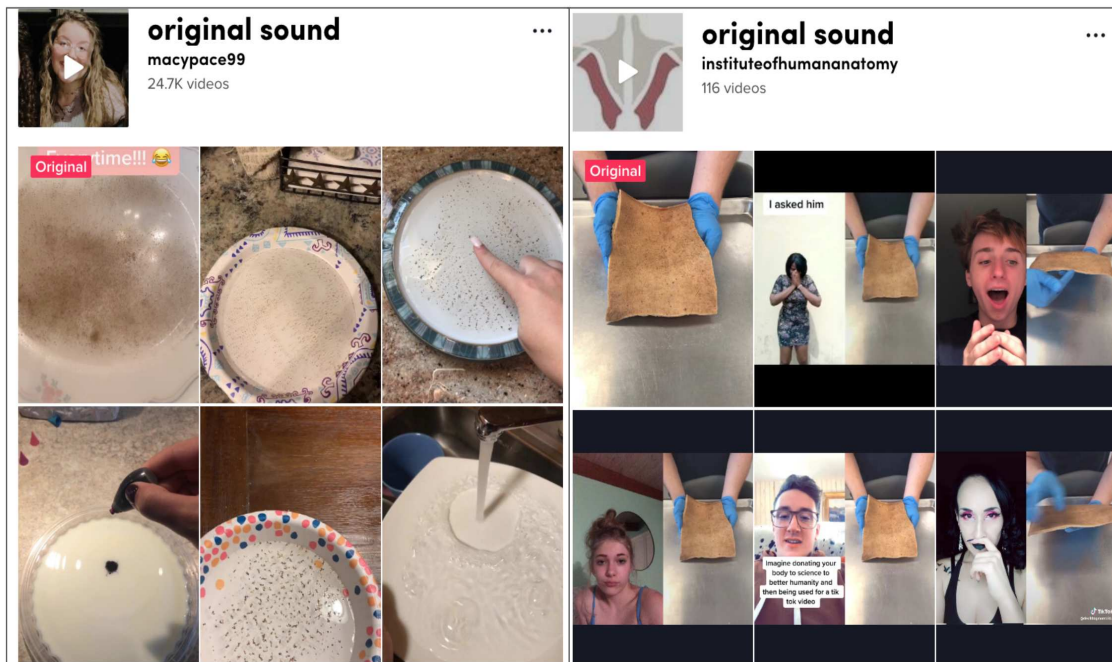 original sound
macypace99
24.7K videos
time!!! 😂
Original
original sound
instituteofhumananatomy
116 videos
Original
I asked him
Imagine donating your
body to science to
better humanity and
then being used for a tik
tok video